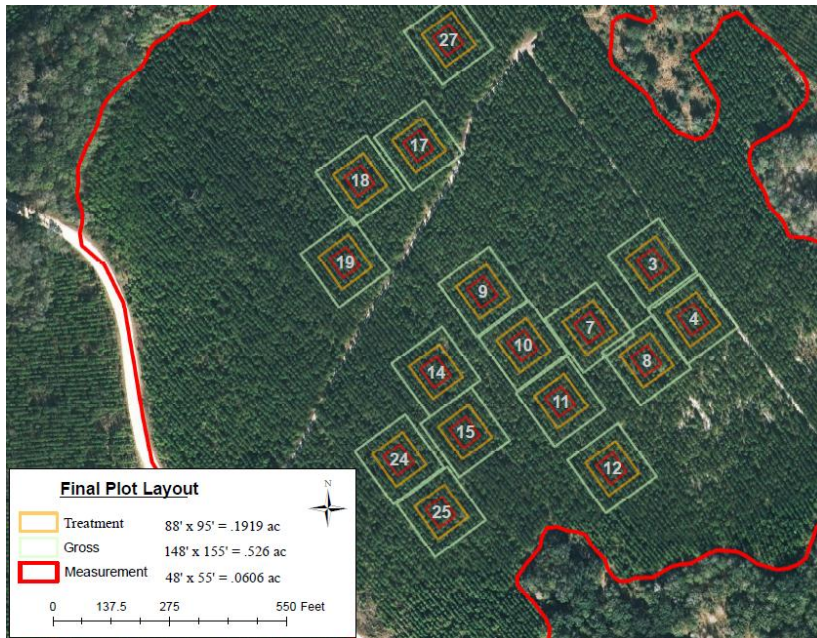 27
17
18
19
3
9
4
7
10
8
14
11
15
24
12
25
Final Plot Layout
N
Treatment 88' x 95' = .1919 ac
Gross 148' x 155' = .526 ac
Measurement 48' x 55' = .0606 ac
0 137.5 275 550 Feet